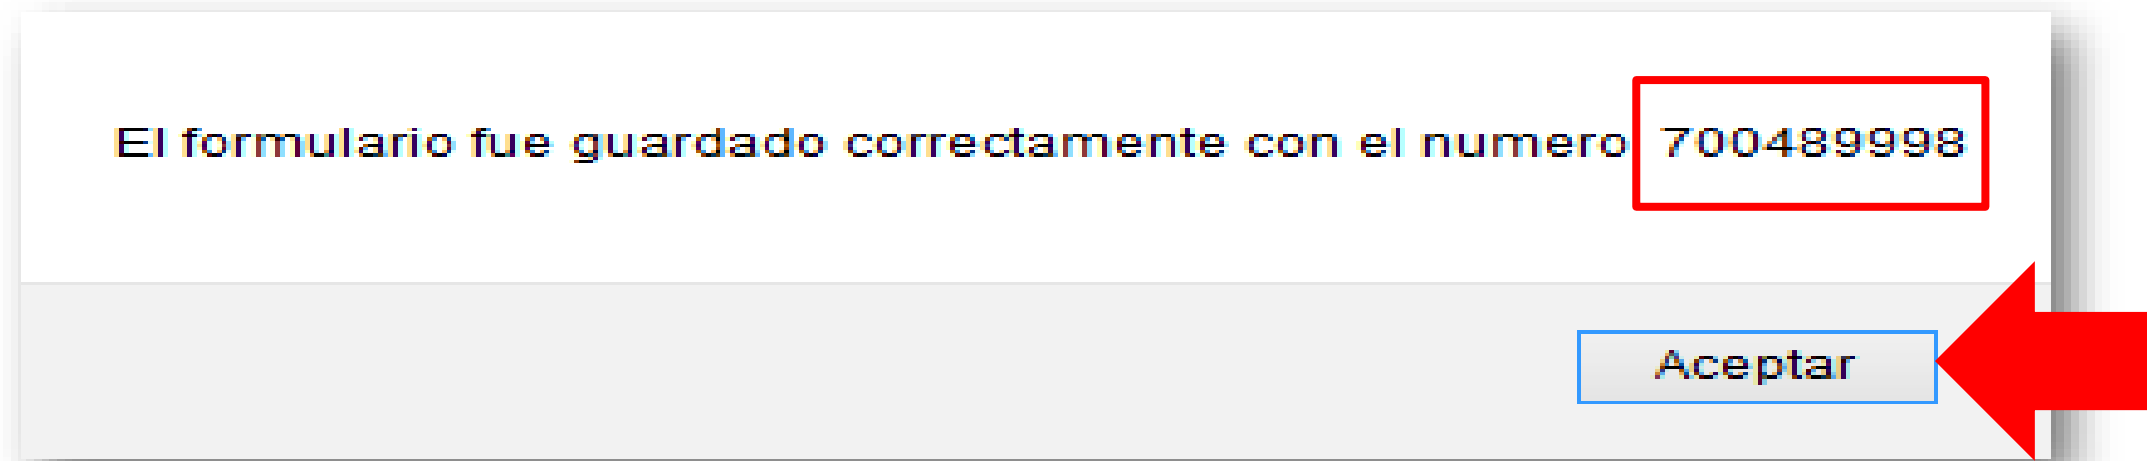 El formulario fue guardado correctamente con el numero 700489998
Aceptar